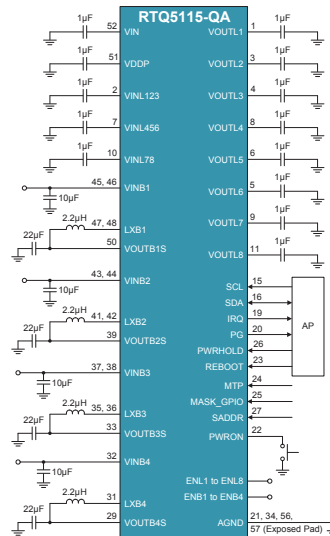 RTQ5115-QA
1µF 52 VIN VOUTL1 1 1µF
1µF 51 VDDP VOUTL2 3 1µF
1µF 2 VINL123 VOUTL3 4 1µF
1µF 7 VINL456 VOUTL4 8 1µF
1µF 10 VINL78 VOUTL5 6 1µF
45, 46 VINB1 VOUTL6 5 1µF
10µF
2.2µH 47, 48 LXB1 VOUTL7 9 1µF
22µF 50 VOUTB1S VOUTL8 11 1µF
43, 44 VINB2 SCL 15
10µF SDA 16
2.2µH 41, 42 LXB2 IRQ 19 AP
22µF 39 VOUTB2S PG 20
PWRHOLD 26
37, 38 VINB3 REBOOT 23
10µF MTP 24
2.2µH 35, 36 LXB3 MASK_GPIO 25
22µF 33 VOUTB3S SADDR 27
32 VINB4 PWRON 22
10µF
2.2µH 31 LXB4 ENL1 to ENL8
ENB1 to ENB4
22µF 29 VOUTB4S AGND 21, 34, 56,
57 (Exposed Pad)